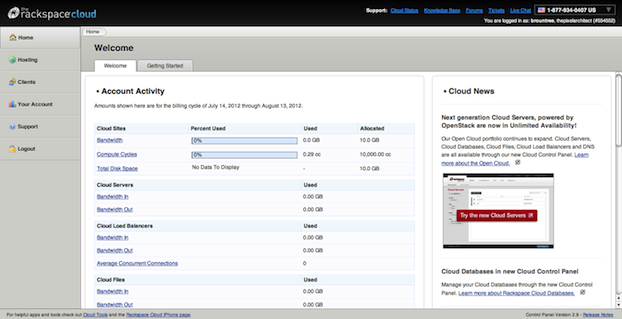 the
rackspacecloud
Support: Cloud Status Knowledge Base Forums Tickets Live Chat 1-877-934-0407 US
You are logged in as: brountree, thepixelarchitect (#554552)
Home
Hosting
Clients
Your Account
Support
Logout
Home
Welcome
Welcome Getting Started
• Account Activity
Amounts shown here are for the billing cycle of July 14, 2012 through August 13, 2012.
Cloud Sites Percent Used Used Allocated
Bandwidth 0% 0.0 GB 10.0 GB
Compute Cycles 0% 0.29 cc 10,000.00 cc
Total Disk Space No Data To Display - 10.0 GB
Cloud Servers Used
Bandwidth In 0.00 GB
Bandwidth Out 0.00 GB
Cloud Load Balancers Used
Bandwidth In 0.00 GB
Bandwidth Out 0.00 GB
Average Concurrent Connections 0
Cloud Files Used
Bandwidth In 0.00 GB
Bandwidth Out 0.00 GB
• Cloud News
Next generation Cloud Servers, powered by
OpenStack are now in Unlimited Availability!
Our Open Cloud portfolio continues to expand. Cloud Servers,
Cloud Databases, Cloud Files, Cloud Load Balancers and DNS
are all available through our new Cloud Control Panel. Learn
more about the Open Cloud.
Try the new Cloud Servers
Cloud Databases in new Cloud Control Panel
Manage your Cloud Databases through the new Cloud Control
Panel. Learn more about Rackspace Cloud Databases.
For helpful apps and tools check out Cloud Tools and the Rackspace Cloud iPhone page.
Control Panel Version 2.8 - Release Notes